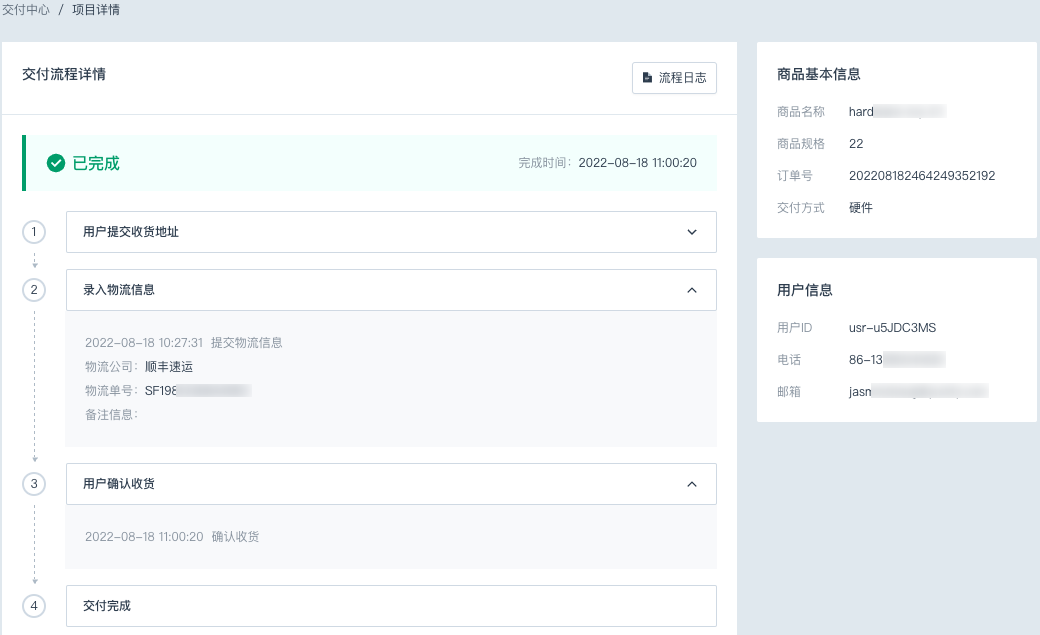 交付中心 / 项目详情
交付流程详情
流程日志
已完成
完成时间: 2022-08-18 11:00:20
1
用户提交收货地址
2
录入物流信息
2022-08-18 10:27:31 提交物流信息
物流公司: 顺丰速运
物流单号: SF198
备注信息:
3
用户确认收货
2022-08-18 11:00:20 确认收货
4
交付完成
商品基本信息
商品名称 hard
商品规格 22
订单号 202208182464249352192
交付方式 硬件
用户信息
用户ID usr-u5JDC3MS
电话 86-13
邮箱 jasm